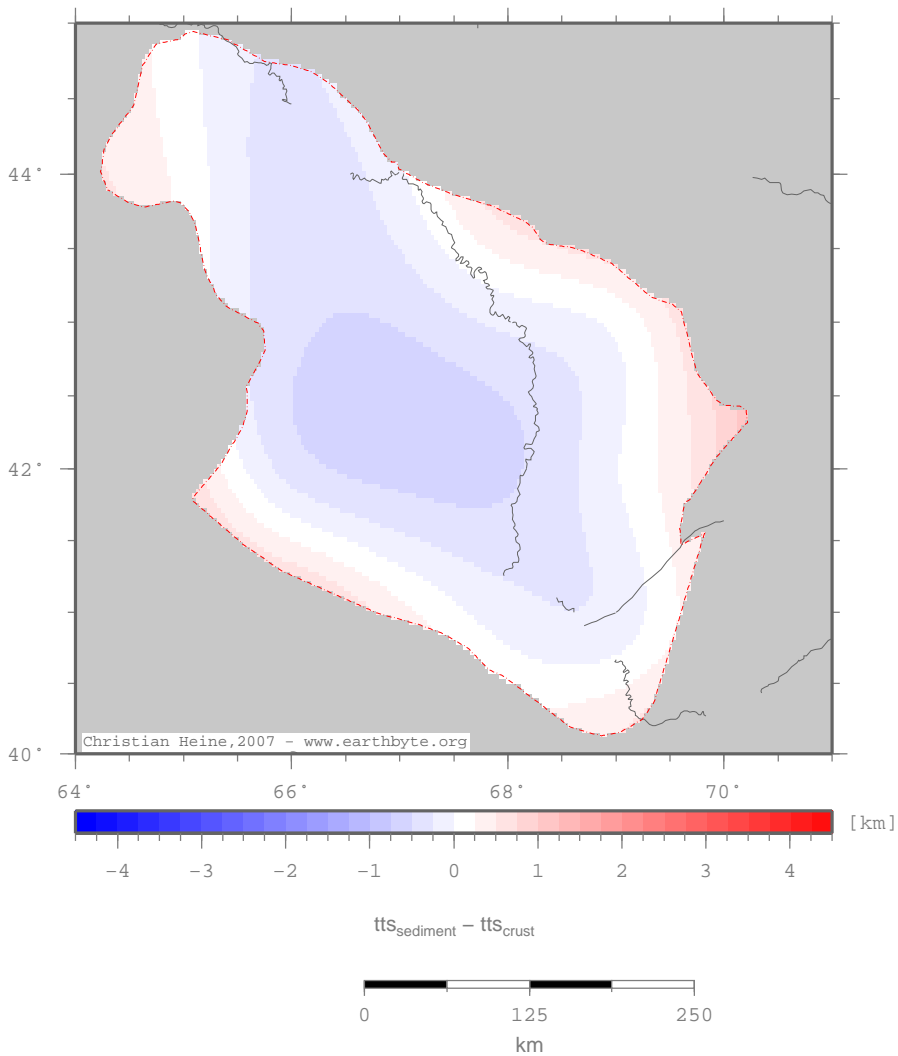 44°
42°
40°
Christian Heine,2007 - www.earthbyte.org
64° 66° 68° 70°
[km]
−4 −3 −2 −1 0 1 2 3 4
tts_sediment − tts_crust
0 125 250
km